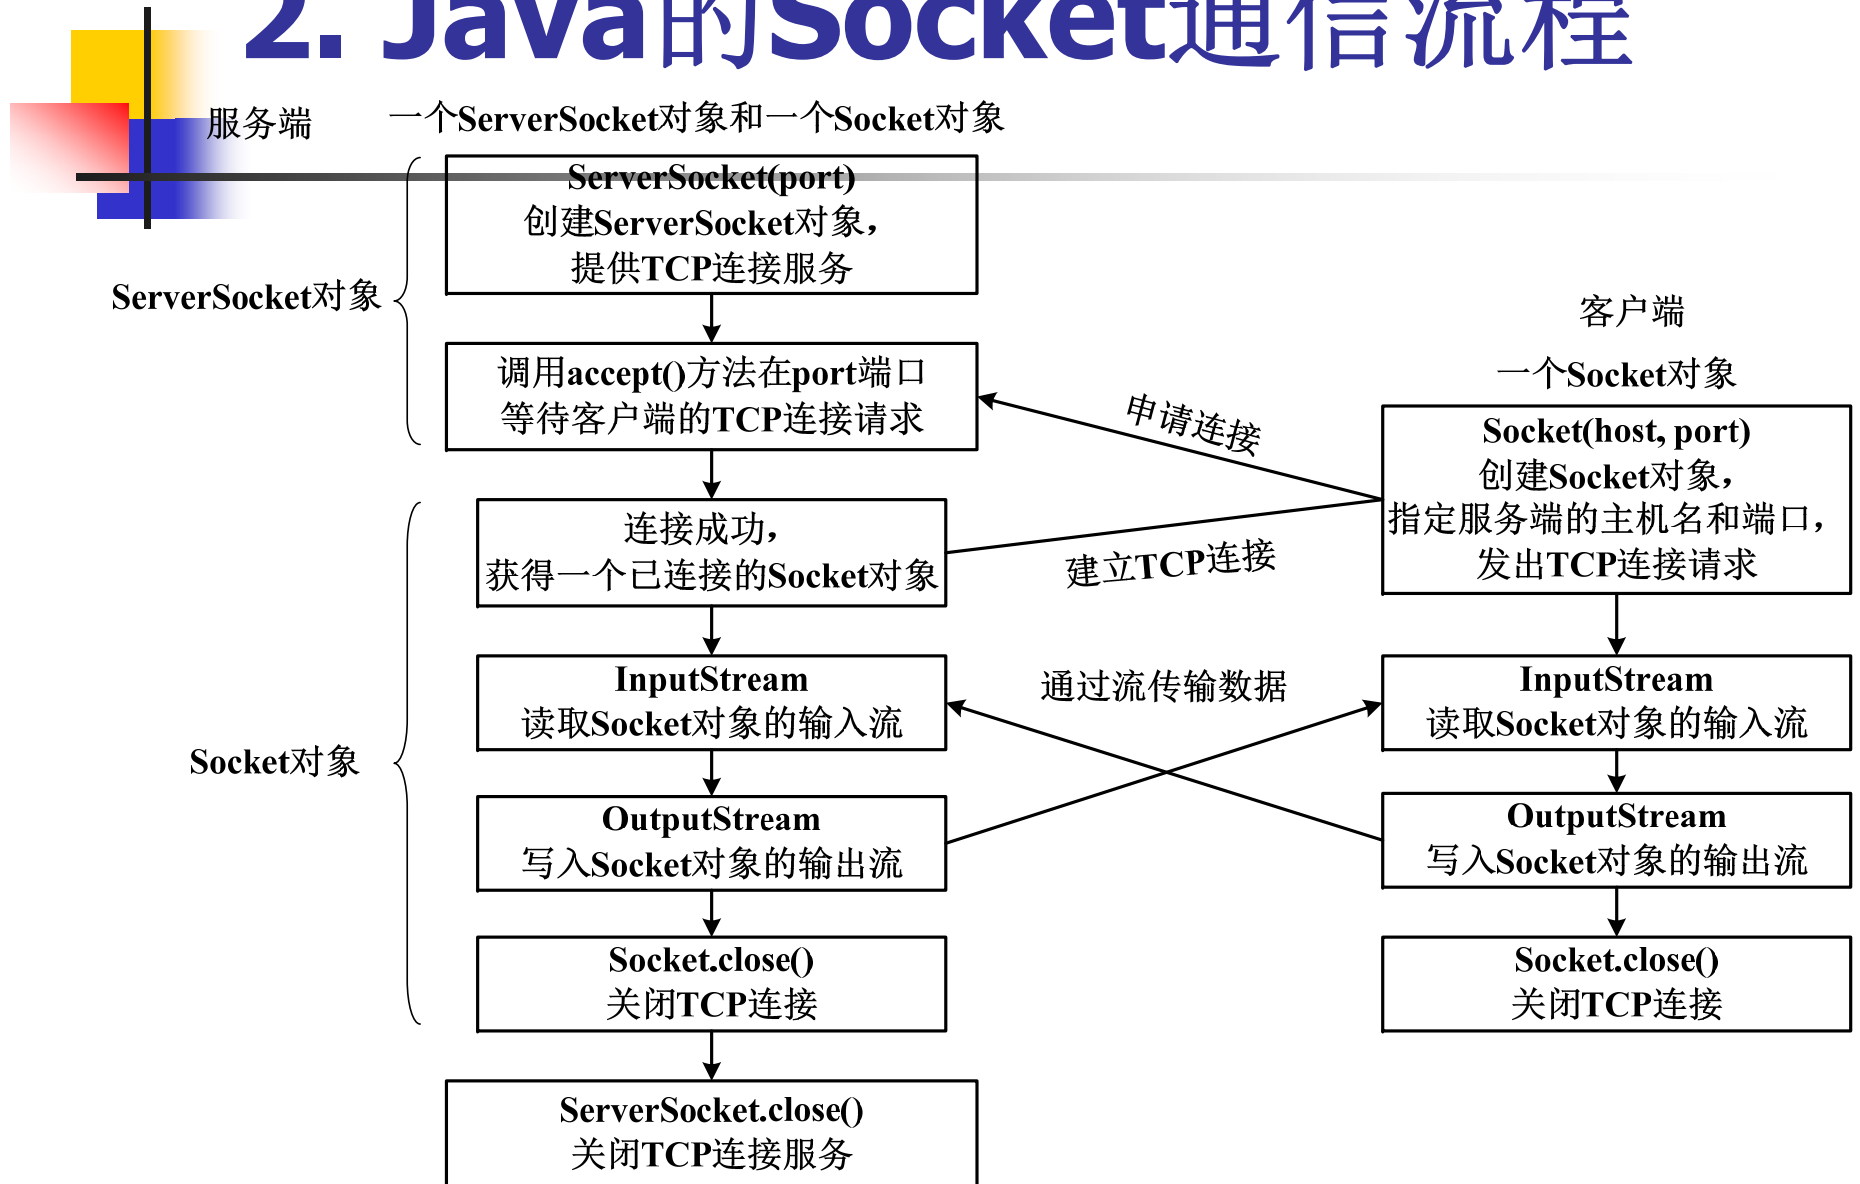 2. Java的Socket通信流程
服务端
一个ServerSocket对象和一个Socket对象
ServerSocket(port)
创建ServerSocket对象，
提供TCP连接服务
ServerSocket对象
调用accept()方法在port端口
等待客户端的TCP连接请求
客户端
一个Socket对象
申请连接
Socket(host, port)
创建Socket对象，
指定服务端的主机名和端口，
发出TCP连接请求
连接成功，
获得一个已连接的Socket对象
建立TCP连接
InputStream
读取Socket对象的输入流
通过流传输数据
InputStream
读取Socket对象的输入流
Socket对象
OutputStream
写入Socket对象的输出流
OutputStream
写入Socket对象的输出流
Socket.close()
关闭TCP连接
Socket.close()
关闭TCP连接
ServerSocket.close()
关闭TCP连接服务